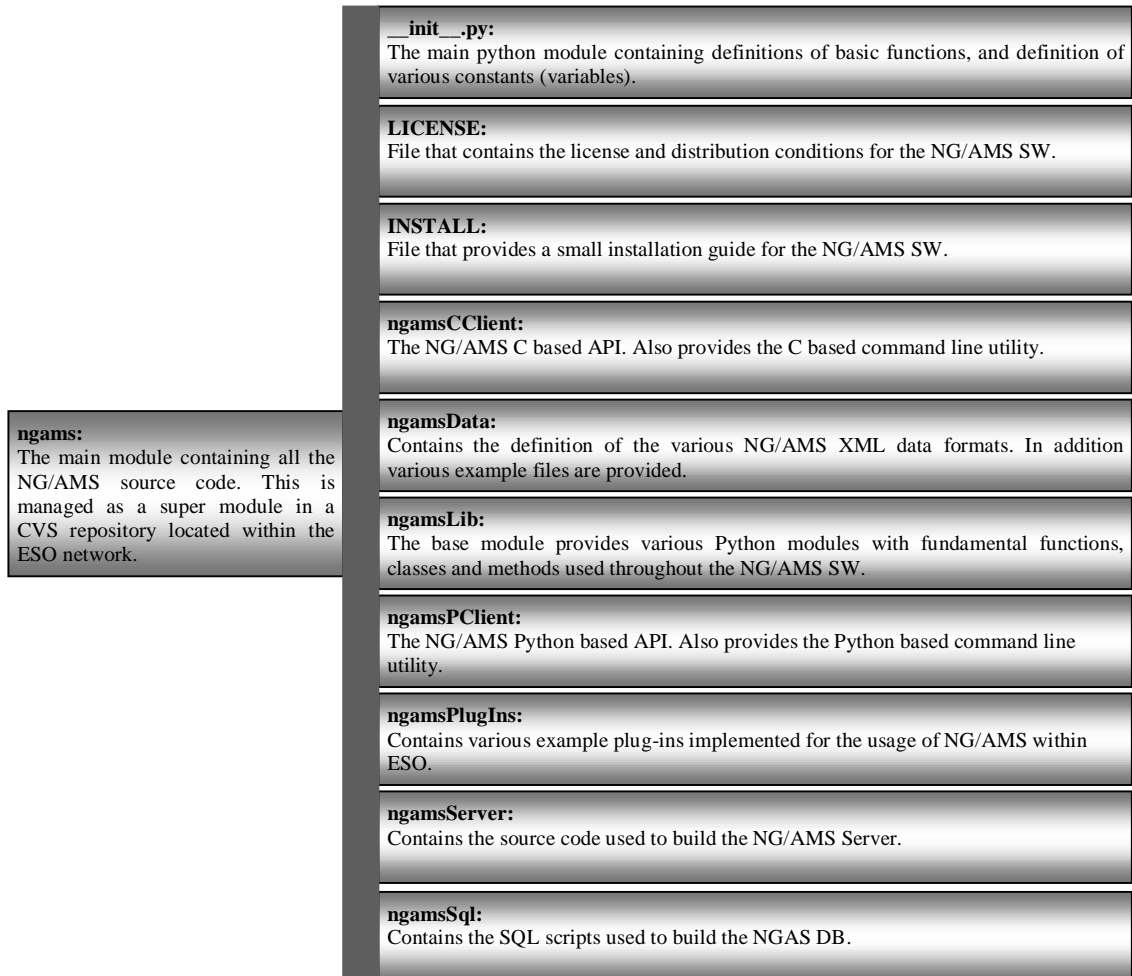 __init__.py:
The main python module containing definitions of basic functions, and definition of
various constants (variables).
LICENSE:
File that contains the license and distribution conditions for the NG/AMS SW.
INSTALL:
File that provides a small installation guide for the NG/AMS SW.
ngamsCClient:
The NG/AMS C based API. Also provides the C based command line utility.
ngams:
The main module containing all the
NG/AMS source code. This is
managed as a super module in a
CVS repository located within the
ESO network.
ngamsData:
Contains the definition of the various NG/AMS XML data formats. In addition
various example files are provided.
ngamsLib:
The base module provides various Python modules with fundamental functions,
classes and methods used throughout the NG/AMS SW.
ngamsPClient:
The NG/AMS Python based API. Also provides the Python based command line
utility.
ngamsPlugIns:
Contains various example plug-ins implemented for the usage of NG/AMS within
ESO.
ngamsServer:
Contains the source code used to build the NG/AMS Server.
ngamsSql:
Contains the SQL scripts used to build the NGAS DB.